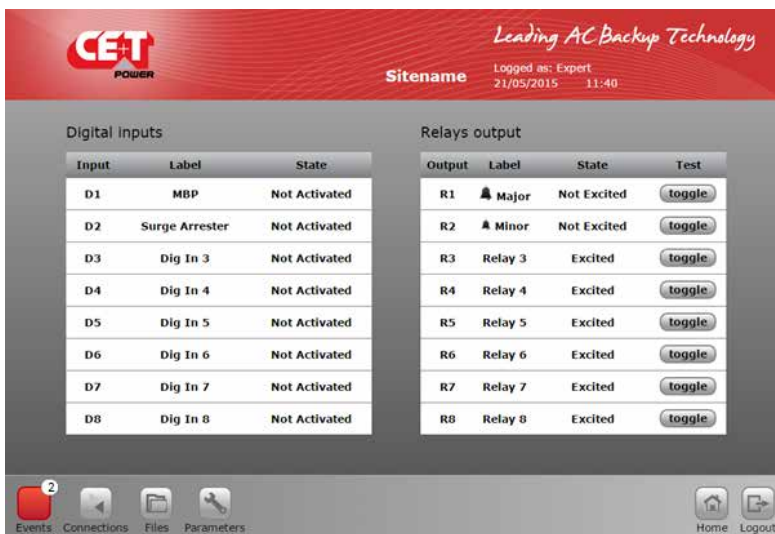 CE+T
POWER
Leading AC Backup Technology
Sitename
Logged as: Expert
21/05/2015 11:40
Digital inputs
Input Label State
D1 MBP Not Activated
D2 Surge Arrester Not Activated
D3 Dig In 3 Not Activated
D4 Dig In 4 Not Activated
D5 Dig In 5 Not Activated
D6 Dig In 6 Not Activated
D7 Dig In 7 Not Activated
D8 Dig In 8 Not Activated
Relays output
Output Label State Test
R1 Major Not Excited toggle
R2 Minor Not Excited toggle
R3 Relay 3 Excited toggle
R4 Relay 4 Excited toggle
R5 Relay 5 Excited toggle
R6 Relay 6 Excited toggle
R7 Relay 7 Excited toggle
R8 Relay 8 Excited toggle
2
Events Connections Files Parameters Home Logout